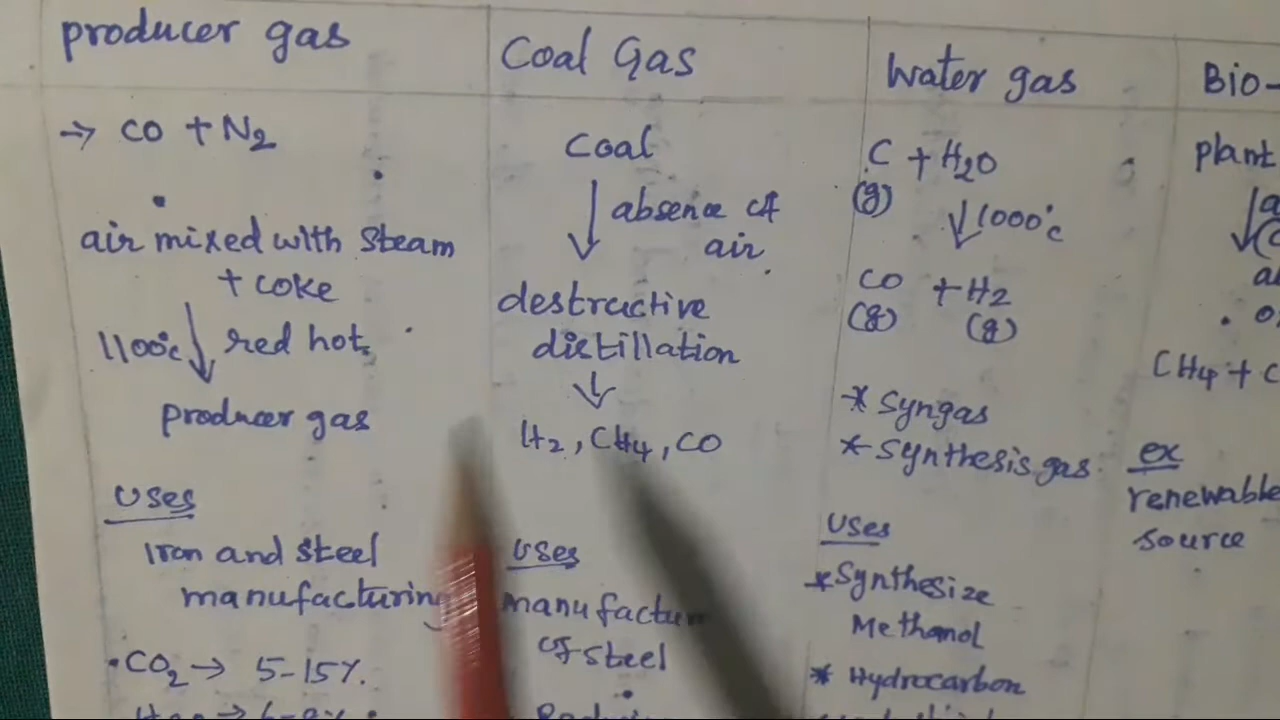 producer gas
→ CO + N2
air mixed with steam
+ coke
1100°c ↓ red hot
producer gas
Uses
Iron and steel
manufacturing
• CO2 → 5-15%.
Coal Gas
Coal
↓ absence of
air
destructive
distillation
↓
H2, CH4, CO
Uses
manufactur
of steel
Water gas
C + H2O
(g)
↓ 1000°c
CO + H2
(g) (g)
* Syngas
* Synthesis gas
Uses
* Synthesize
Methanol
* Hydrocarbon
Bio-
plant
CH4 + C
ex
renewable
source